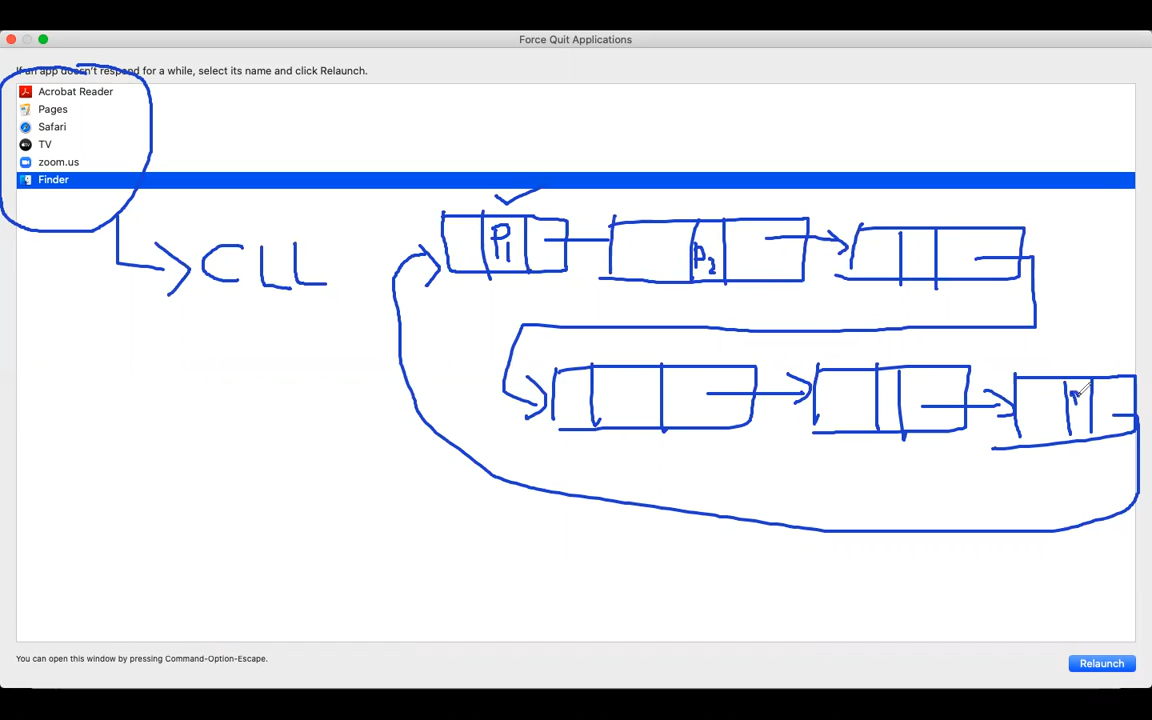 Force Quit Applications
If an app doesn't respond for a while, select its name and click Relaunch.
Acrobat Reader
Pages
Safari
TV
zoom.us
Finder
P1
P2
CLL
You can open this window by pressing Command-Option-Escape.
Relaunch